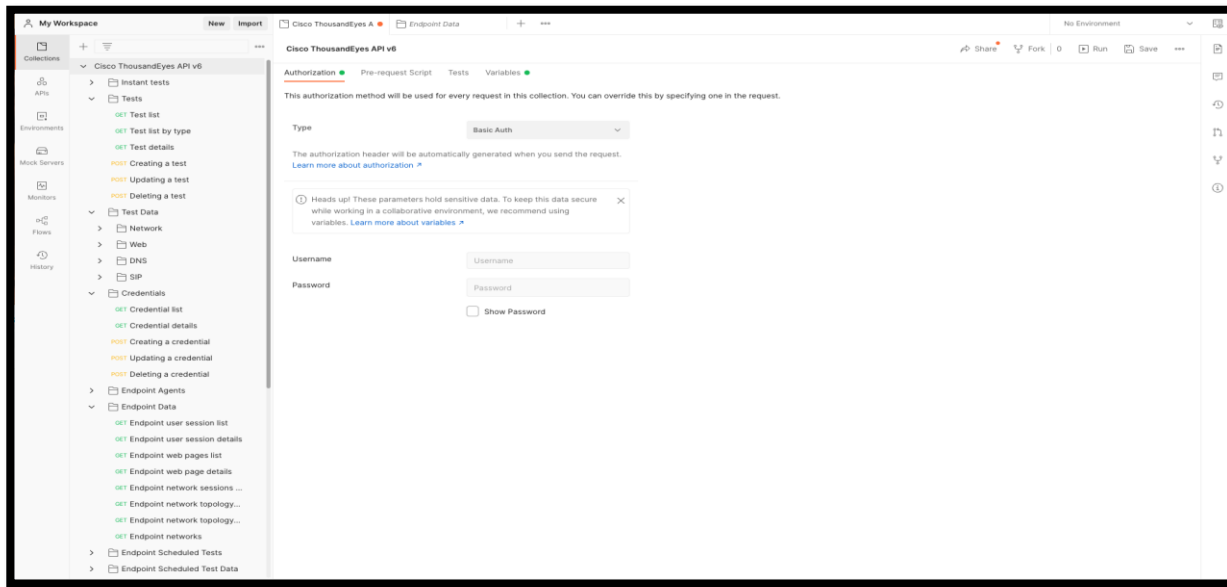 My Workspace
New
Import
Cisco ThousandEyes A
Endpoint Data
No Environment
Collections
APIs
Environments
Mock Servers
Monitors
Flows
History
Cisco ThousandEyes API v6
Instant tests
Tests
GET Test list
GET Test list by type
GET Test details
POST Creating a test
POST Updating a test
POST Deleting a test
Test Data
Network
Web
DNS
SIP
Credentials
GET Credential list
GET Credential details
POST Creating a credential
POST Updating a credential
POST Deleting a credential
Endpoint Agents
Endpoint Data
GET Endpoint user session list
GET Endpoint user session details
GET Endpoint web pages list
GET Endpoint web page details
GET Endpoint network sessions ...
GET Endpoint network topology...
GET Endpoint network topology...
GET Endpoint networks
Endpoint Scheduled Tests
Endpoint Scheduled Test Data
Cisco ThousandEyes API v6
Share
Fork
0
Run
Save
Authorization
Pre-request Script
Tests
Variables
This authorization method will be used for every request in this collection. You can override this by specifying one in the request.
Type
Basic Auth
The authorization header will be automatically generated when you send the request.
Learn more about authorization ↗
Heads up! These parameters hold sensitive data. To keep this data secure
while working in a collaborative environment, we recommend using
variables. Learn more about variables ↗
Username
Username
Password
Password
Show Password